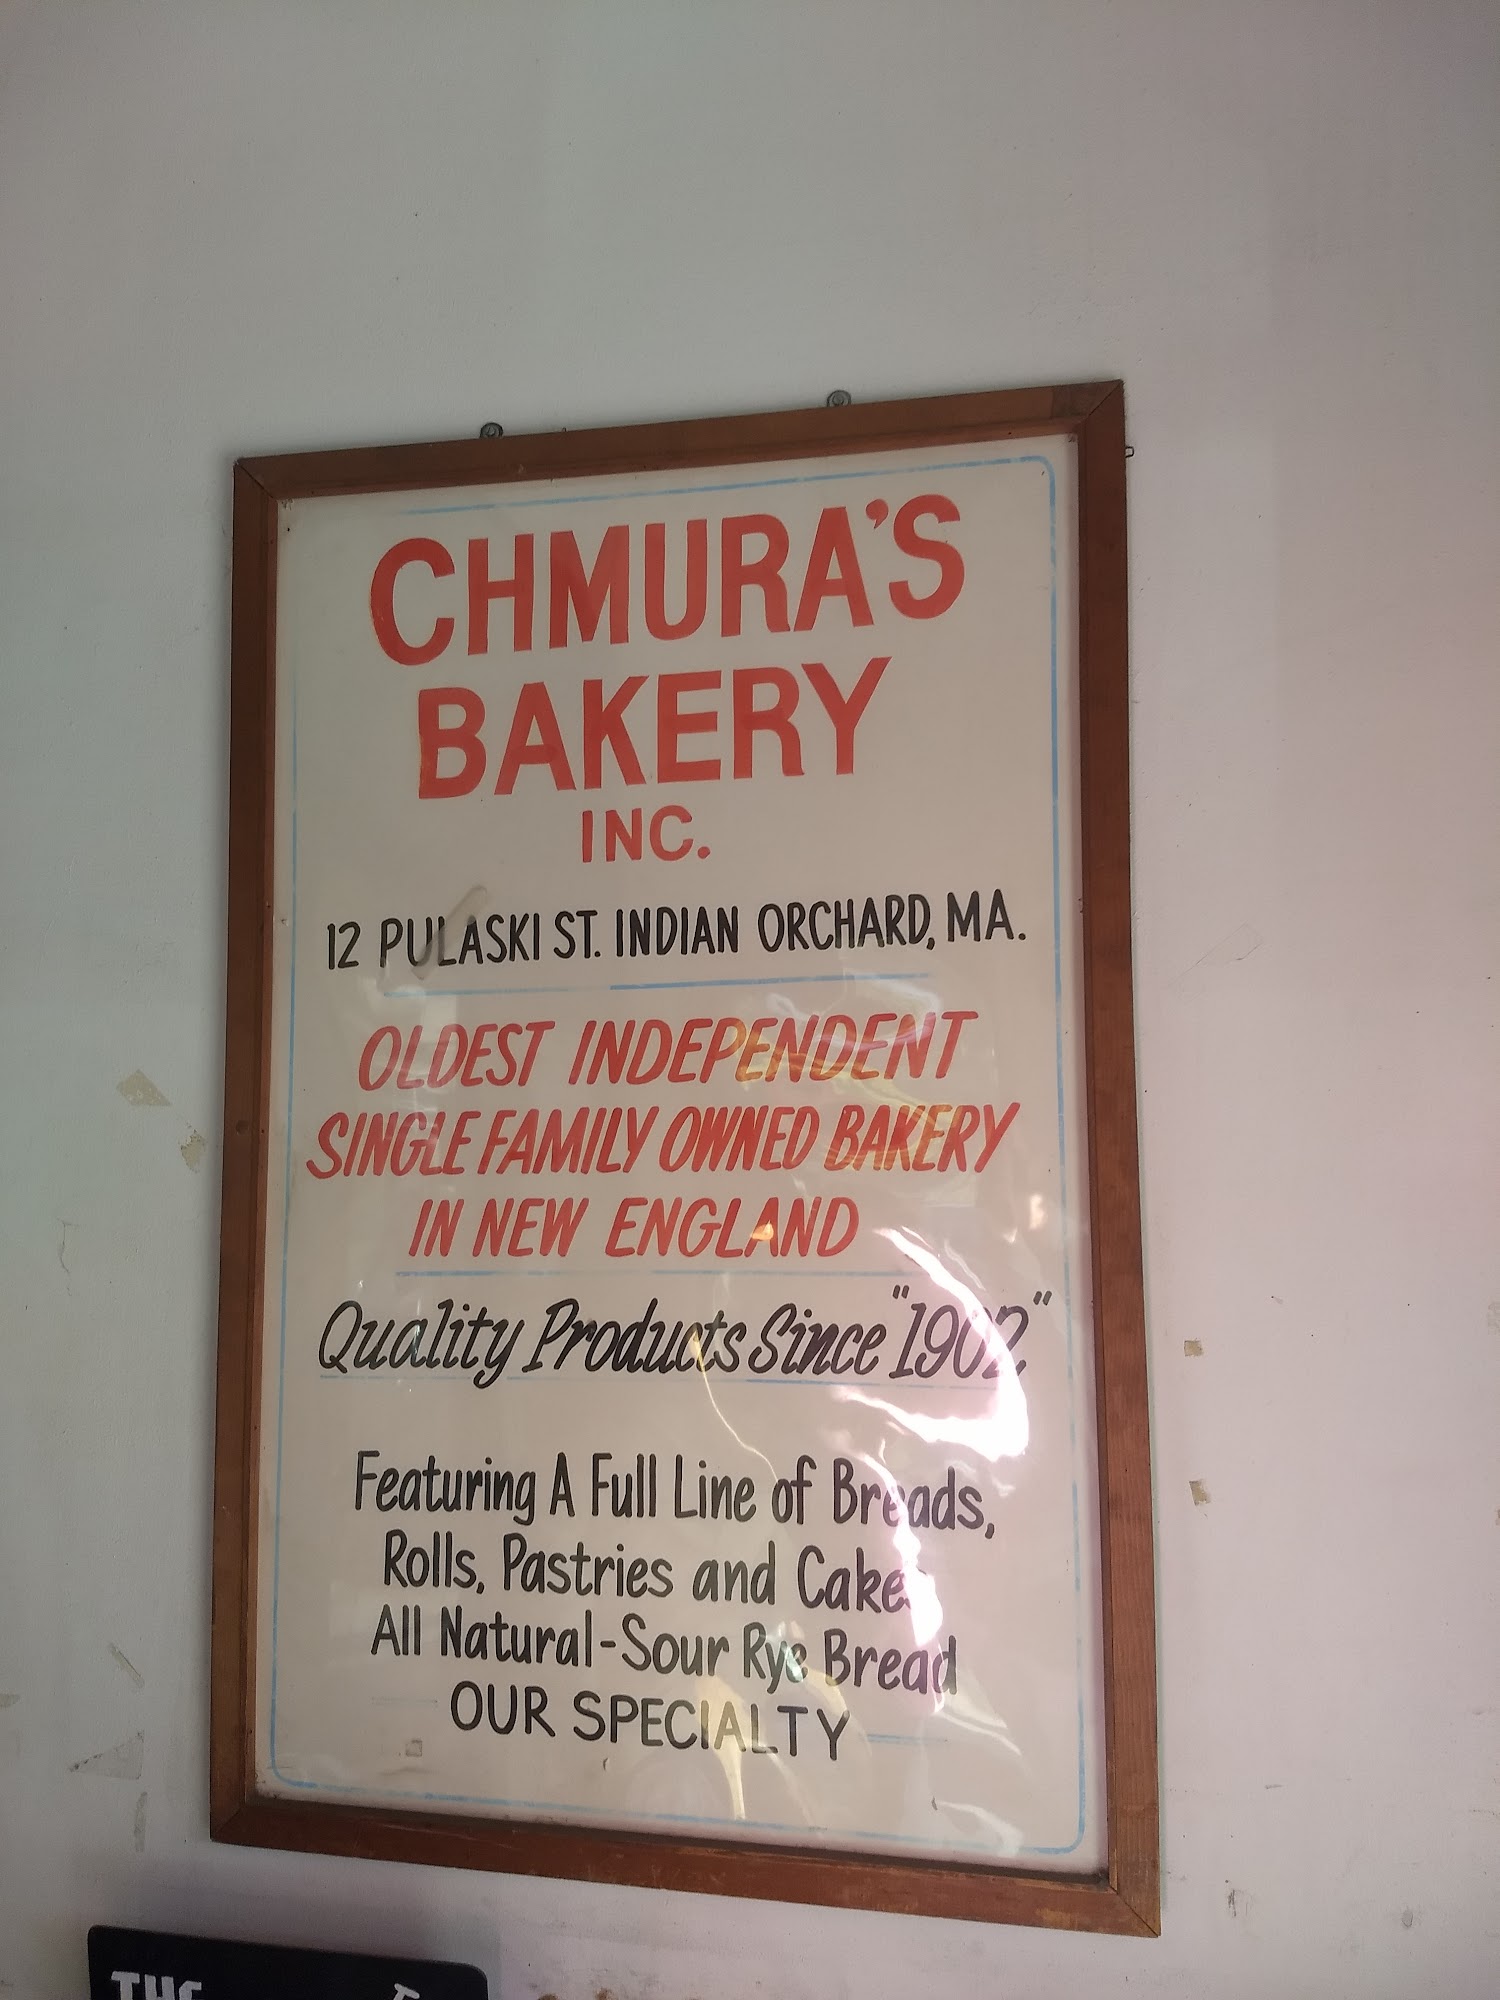 CHMURA'S
BAKERY
INC.
12 PULASKI ST. INDIAN ORCHARD, MA.
OLDEST INDEPENDENT
SINGLE FAMILY OWNED BAKERY
IN NEW ENGLAND
Quality Products Since "1902"
Featuring A Full Line of Breads,
Rolls, Pastries and Cakes
All Natural-Sour Rye Bread
OUR SPECIALTY
THE